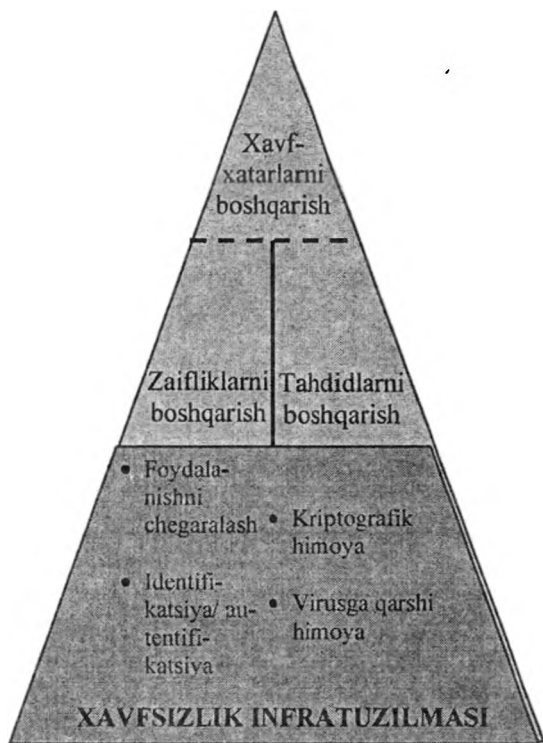 Xavf-
xatarlarni
boshqarish
Zaifliklarni
boshqarish
Tahdidlarni
boshqarish
• Foydala-
nishni
chegaralash
• Identifi-
katsiya/ au-
tentifi-
katsiya
• Kriptografik
himoya
• Virusga qarshi
himoya
XAVFSIZLIK INFRATUZILMASI